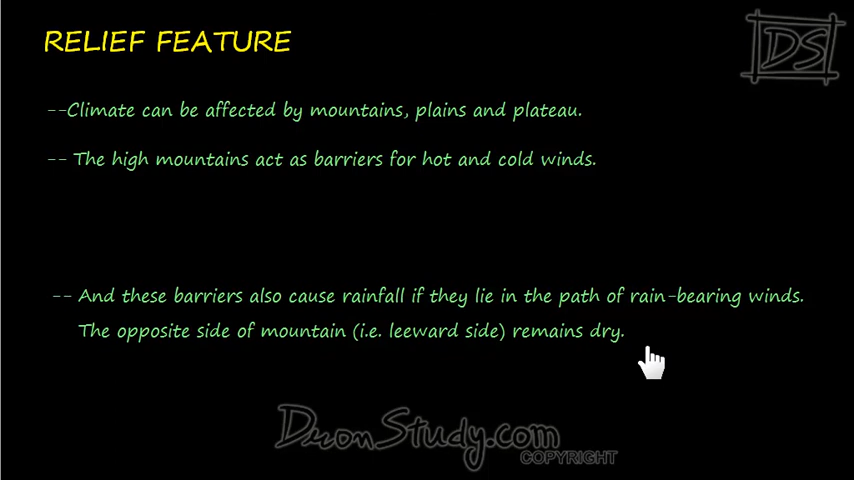 RELIEF FEATURE
DS
--Climate can be affected by mountains, plains and plateau.
-- The high mountains act as barriers for hot and cold winds.
-- And these barriers also cause rainfall if they lie in the path of rain-bearing winds.
The opposite side of mountain (i.e. leeward side) remains dry.
DronStudy.com
COPYRIGHT